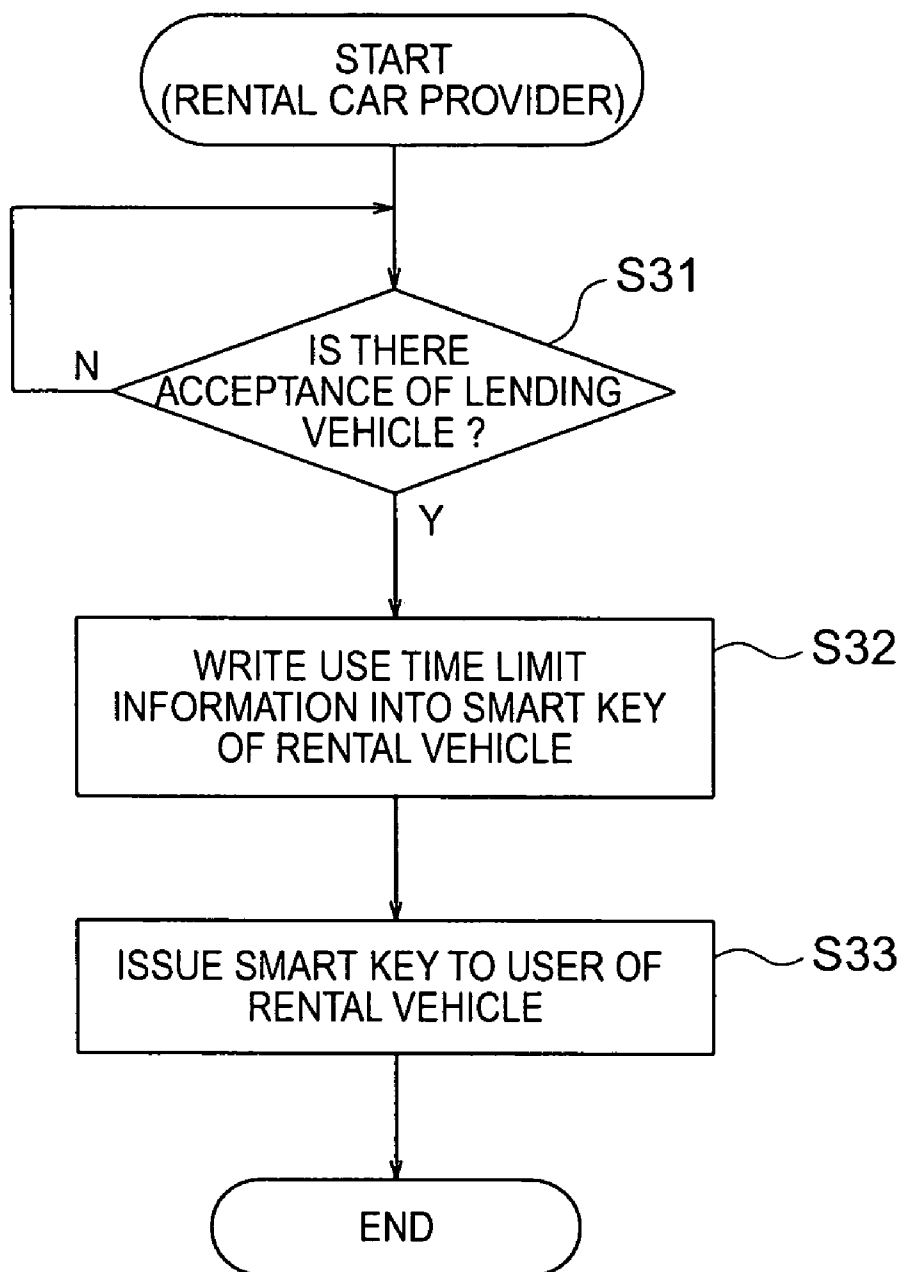 START
(RENTAL CAR PROVIDER)
S31
IS THERE
ACCEPTANCE OF LENDING
VEHICLE ?
N
Y
S32
WRITE USE TIME LIMIT
INFORMATION INTO SMART KEY
OF RENTAL VEHICLE
S33
ISSUE SMART KEY TO USER OF
RENTAL VEHICLE
END